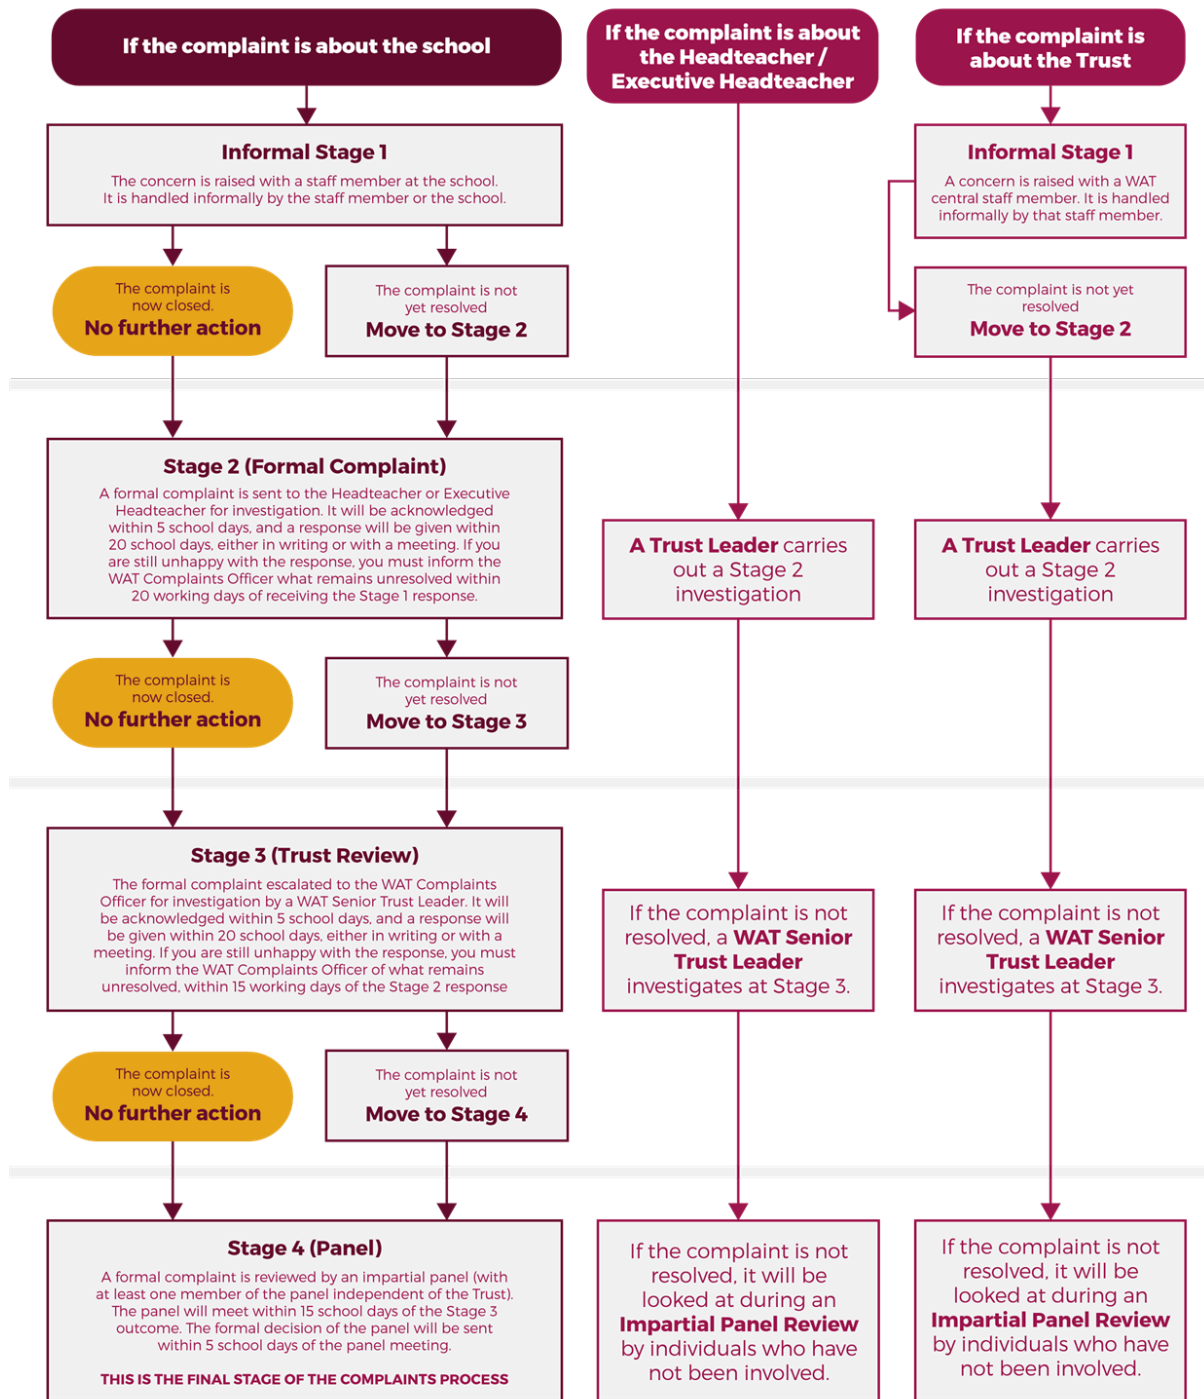 If the complaint is about the school
Informal Stage 1
The concern is raised with a staff member at the school.
It is handled informally by the staff member or the school.
The complaint is
now closed.
No further action
The complaint is not
yet resolved
Move to Stage 2
Stage 2 (Formal Complaint)
A formal complaint is sent to the Headteacher or Executive
Headteacher for investigation. It will be acknowledged
within 5 school days, and a response will be given within
20 school days, either in writing or with a meeting. If you
are still unhappy with the response, you must inform the
WAT Complaints Officer what remains unresolved within
20 working days of receiving the Stage 1 response.
The complaint is
now closed.
No further action
The complaint is not
yet resolved
Move to Stage 3
Stage 3 (Trust Review)
The formal complaint escalated to the WAT Complaints
Officer for investigation by a WAT Senior Trust Leader. It will
be acknowledged within 5 school days, and a response will
be given within 20 school days, either in writing or with a
meeting. If you are still unhappy with the response, you must
inform the WAT Complaints Officer of what remains
unresolved, within 15 working days of the Stage 2 response
The complaint is
now closed.
No further action
The complaint is not
yet resolved
Move to Stage 4
Stage 4 (Panel)
A formal complaint is reviewed by an impartial panel (with
at least one member of the panel independent of the Trust).
The panel will meet within 15 school days of the Stage 3
outcome. The formal decision of the panel will be sent
within 5 school days of the panel meeting.
THIS IS THE FINAL STAGE OF THE COMPLAINTS PROCESS
If the complaint is about
the Headteacher /
Executive Headteacher
A Trust Leader carries
out a Stage 2
investigation
If the complaint is not
resolved, a WAT Senior
Trust Leader
investigates at Stage 3.
If the complaint is not
resolved, it will be
looked at during an
Impartial Panel Review
by individuals who have
not been involved.
If the complaint is
about the Trust
Informal Stage 1
A concern is raised with a WAT
central staff member. It is handled
informally by that staff member.
The complaint is not yet
resolved
Move to Stage 2
A Trust Leader carries
out a Stage 2
investigation
If the complaint is not
resolved, a WAT Senior
Trust Leader
investigates at Stage 3.
If the complaint is not
resolved, it will be
looked at during an
Impartial Panel Review
by individuals who have
not been involved.